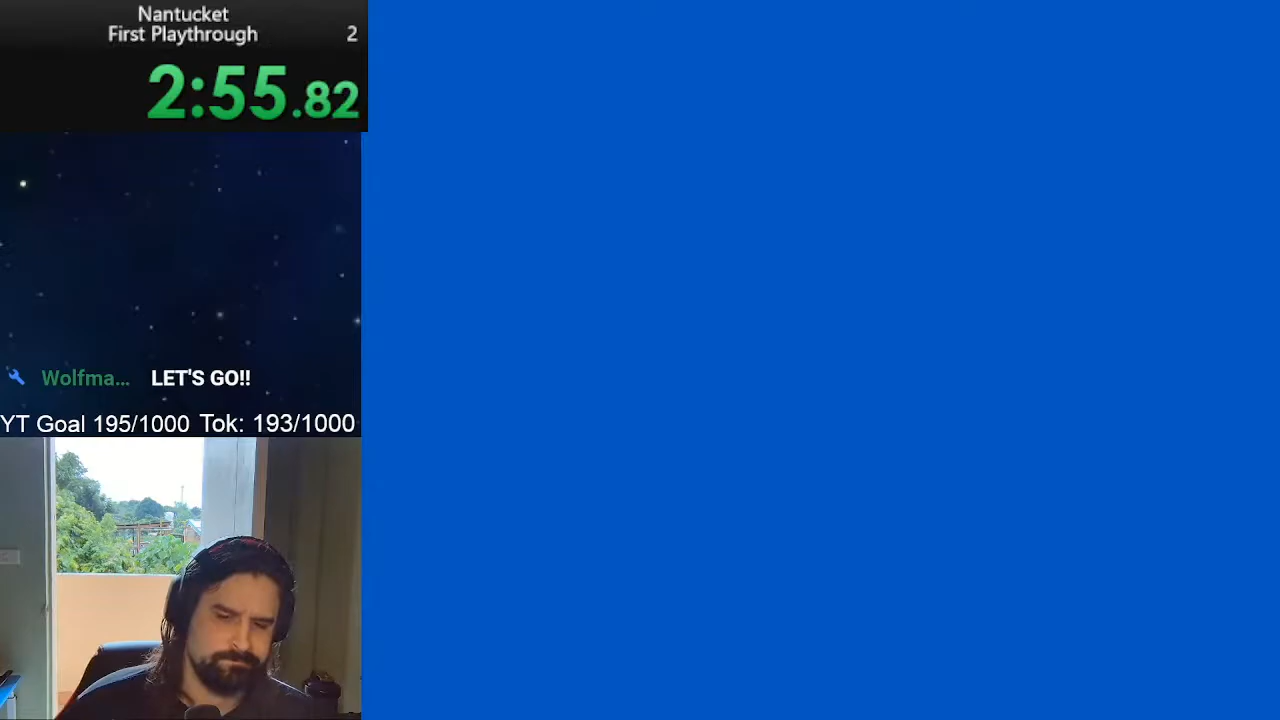 Nantucket
First Playthrough 2
2:55.82
Wolfma... LET'S GO!!
YT Goal 195/1000 Tok: 193/1000